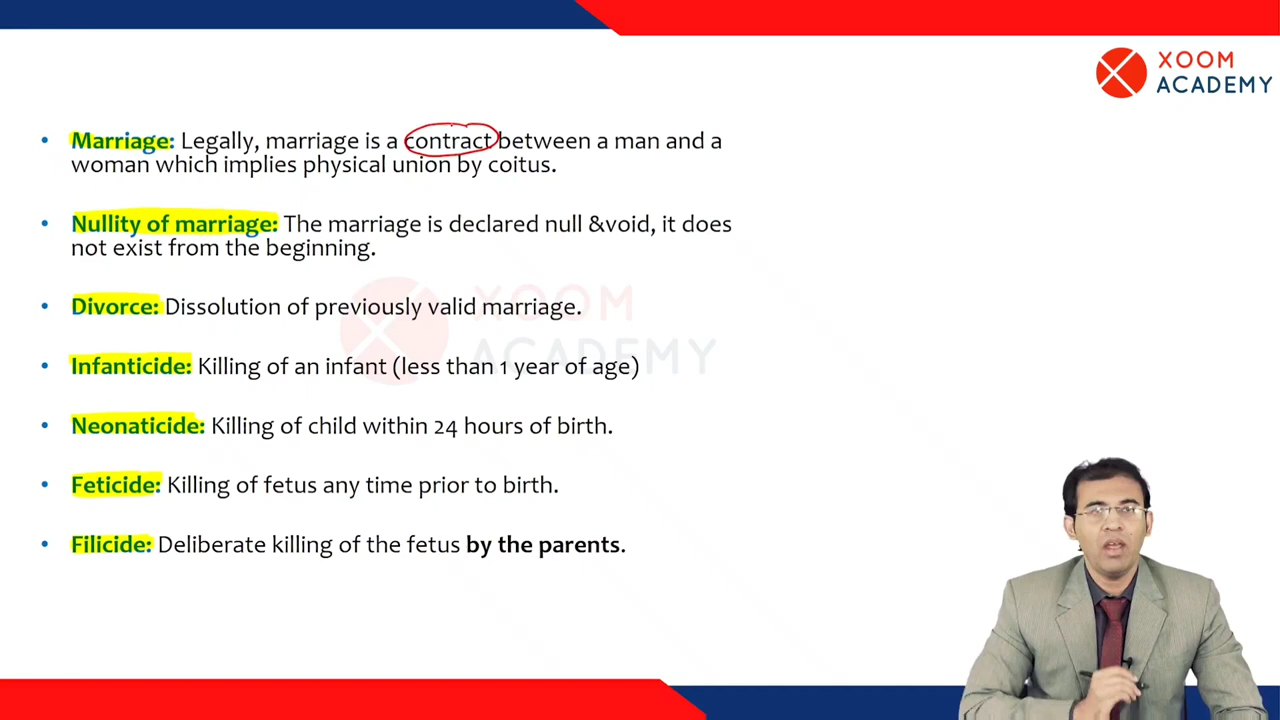 XOOM
ACADEMY
• Marriage: Legally, marriage is a contract between a man and a
woman which implies physical union by coitus.
• Nullity of marriage: The marriage is declared null &void, it does
not exist from the beginning.
• Divorce: Dissolution of previously valid marriage.
XOOM
ACADEMY
• Infanticide: Killing of an infant (less than 1 year of age)
• Neonaticide: Killing of child within 24 hours of birth.
• Feticide: Killing of fetus any time prior to birth.
• Filicide: Deliberate killing of the fetus by the parents.